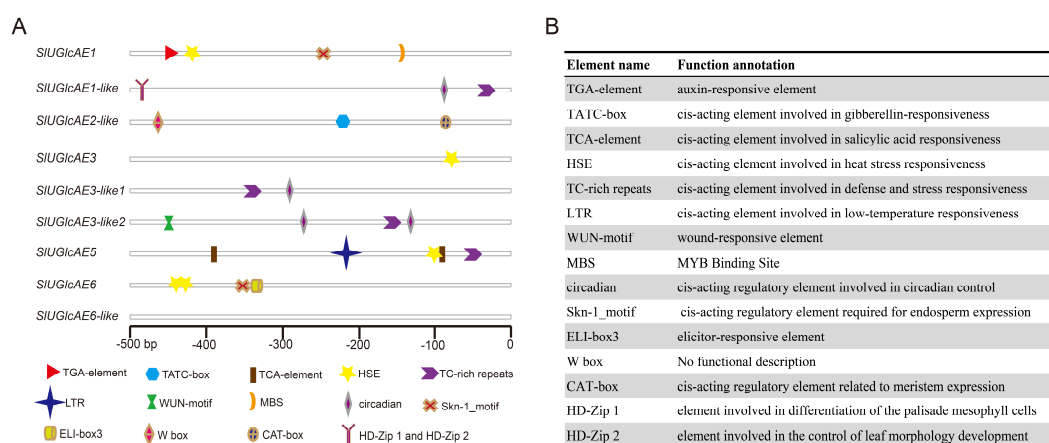 A
SlUGlcAE1
SlUGlcAE1-like
SlUGlcAE2-like
SlUGlcAE3
SlUGlcAE3-like1
SlUGlcAE3-like2
SlUGlcAE5
SlUGlcAE6
SlUGlcAE6-like
-500 bp -400 -300 -200 -100 0
TGA-element TATC-box TCA-element HSE TC-rich repeats
LTR WUN-motif MBS circadian Skn-1_motif
ELI-box3 W box CAT-box HD-Zip 1 and HD-Zip 2
B
Element name Function annotation
TGA-element auxin-responsive element
TATC-box cis-acting element involved in gibberellin-responsiveness
TCA-element cis-acting element involved in salicylic acid responsiveness
HSE cis-acting element involved in heat stress responsiveness
TC-rich repeats cis-acting element involved in defense and stress responsiveness
LTR cis-acting element involved in low-temperature responsiveness
WUN-motif wound-responsive element
MBS MYB Binding Site
circadian cis-acting regulatory element involved in circadian control
Skn-1_motif cis-acting regulatory element required for endosperm expression
ELI-box3 elicitor-responsive element
W box No functional description
CAT-box cis-acting regulatory element related to meristem expression
HD-Zip 1 element involved in differentiation of the palisade mesophyll cells
HD-Zip 2 element involved in the control of leaf morphology development